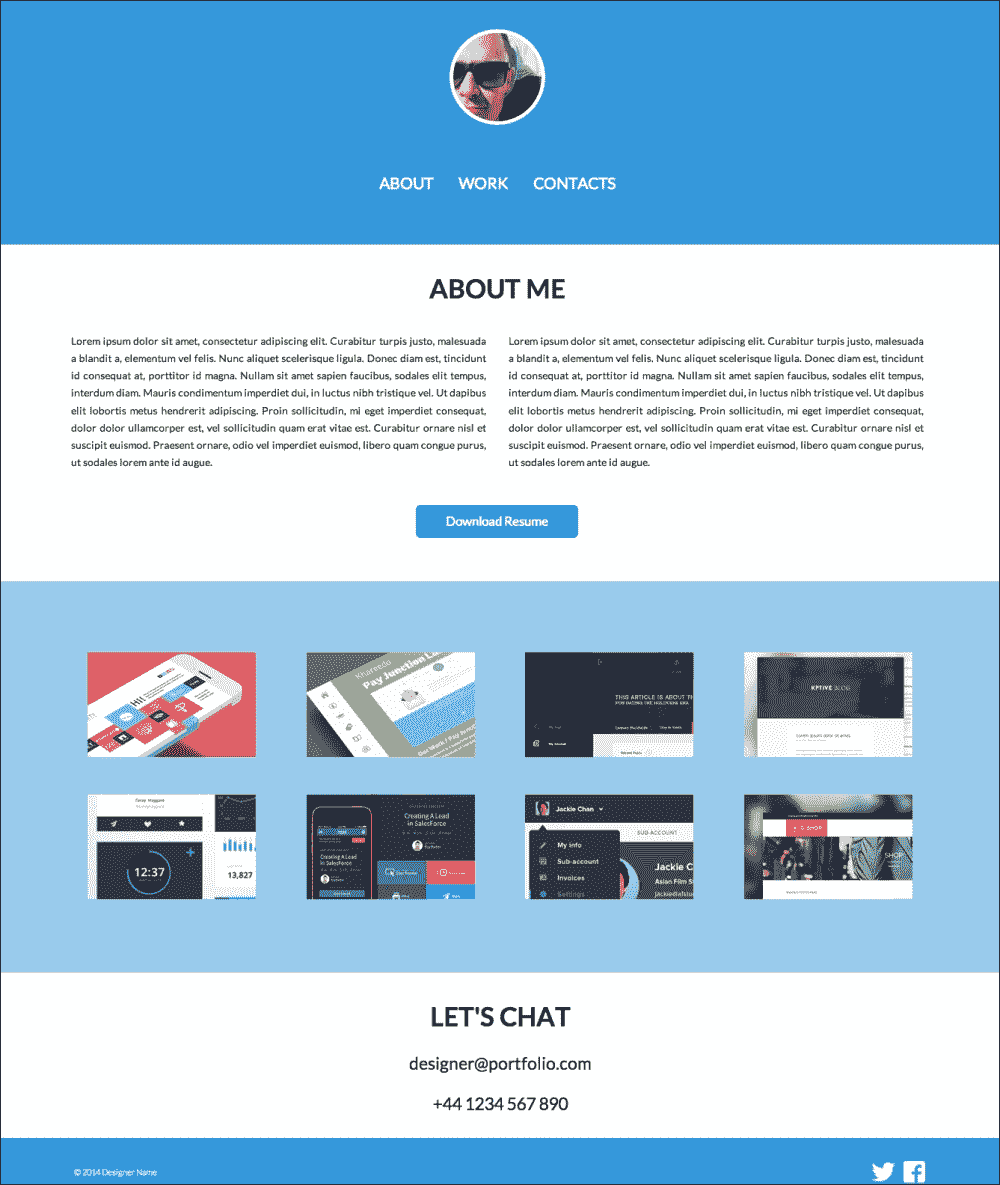 ABOUT WORK CONTACTS
ABOUT ME
Lorem ipsum dolor sit amet, consectetur adipiscing elit. Curabitur turpis justo, malesuada
a blandit a, elementum vel felis. Nunc aliquet scelerisque ligula. Donec diam est, tincidunt
id consequat at, porttitor id magna. Nullam sit amet sapien faucibus, sodales elit tempus,
interdum diam. Mauris condimentum imperdiet dui, in luctus nibh tristique vel. Ut dapibus
elit lobortis metus hendrerit adipiscing. Proin sollicitudin, mi eget imperdiet consequat,
dolor dolor ullamcorper est, vel sollicitudin quam erat vitae est. Curabitur ornare nisl et
suscipit euismod. Praesent ornare, odio vel imperdiet euismod, libero quam congue purus,
ut sodales lorem ante id augue.
Lorem ipsum dolor sit amet, consectetur adipiscing elit. Curabitur turpis justo, malesuada
a blandit a, elementum vel felis. Nunc aliquet scelerisque ligula. Donec diam est, tincidunt
id consequat at, porttitor id magna. Nullam sit amet sapien faucibus, sodales elit tempus,
interdum diam. Mauris condimentum imperdiet dui, in luctus nibh tristique vel. Ut dapibus
elit lobortis metus hendrerit adipiscing. Proin sollicitudin, mi eget imperdiet consequat,
dolor dolor ullamcorper est, vel sollicitudin quam erat vitae est. Curabitur ornare nisl et
suscipit euismod. Praesent ornare, odio vel imperdiet euismod, libero quam congue purus,
ut sodales lorem ante id augue.
Download Resume
HI!
Khareedo
Pay Junction
THIS ARTICLE IS ABOUT
KPTIVE BLOG
Lorem ipsum dolor sit amet,
12:37
13,827
Creating A Lead
in SalesForce
Creating A Lead
in SalesForce
Jackie Chan
SUB-ACCOUNT
My Info
Sub-account
Invoices
Settings
Jackie C
Asian Film S
SHOP
SHOP
LET'S CHAT
designer@portfolio.com
+44 1234 567 890
© 2014 Designer Name